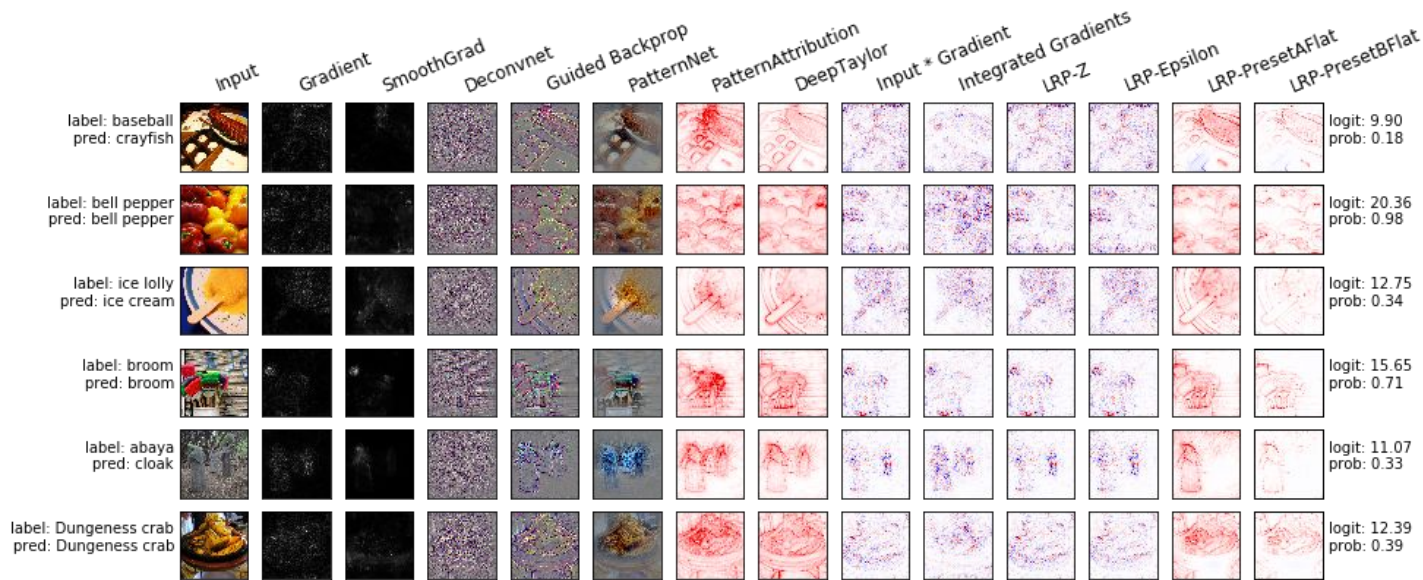 Input
Gradient
SmoothGrad
Deconvnet
Guided Backprop
PatternNet
PatternAttribution
DeepTaylor
Input * Gradient
Integrated Gradients
LRP-Z
LRP-Epsilon
LRP-PresetAFlat
LRP-PresetBFlat
label: baseball
pred: crayfish
logit: 9.90
prob: 0.18
label: bell pepper
pred: bell pepper
logit: 20.36
prob: 0.98
label: ice lolly
pred: ice cream
logit: 12.75
prob: 0.34
label: broom
pred: broom
logit: 15.65
prob: 0.71
label: abaya
pred: cloak
logit: 11.07
prob: 0.33
label: Dungeness crab
pred: Dungeness crab
logit: 12.39
prob: 0.39